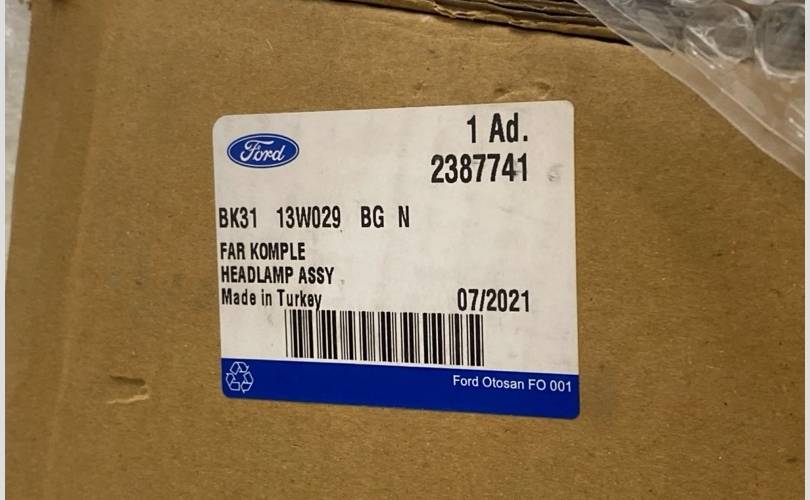 Ford
1 Ad.
2387741
BK31 13W029 BG N
FAR KOMPLE
HEADLAMP ASSY
Made in Turkey 07/2021
Ford Otosan FO 001